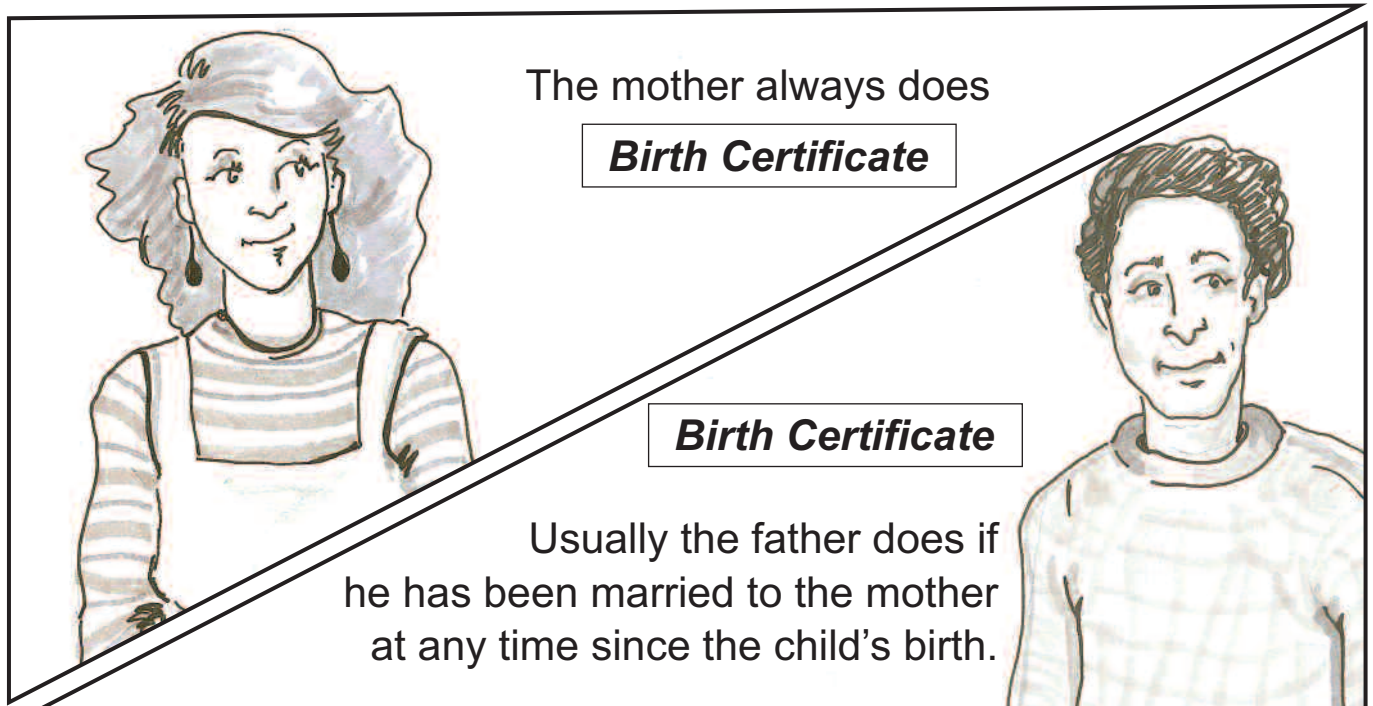 The mother always does
Birth Certificate
Birth Certificate
Usually the father does if
he has been married to the mother
at any time since the child’s birth.